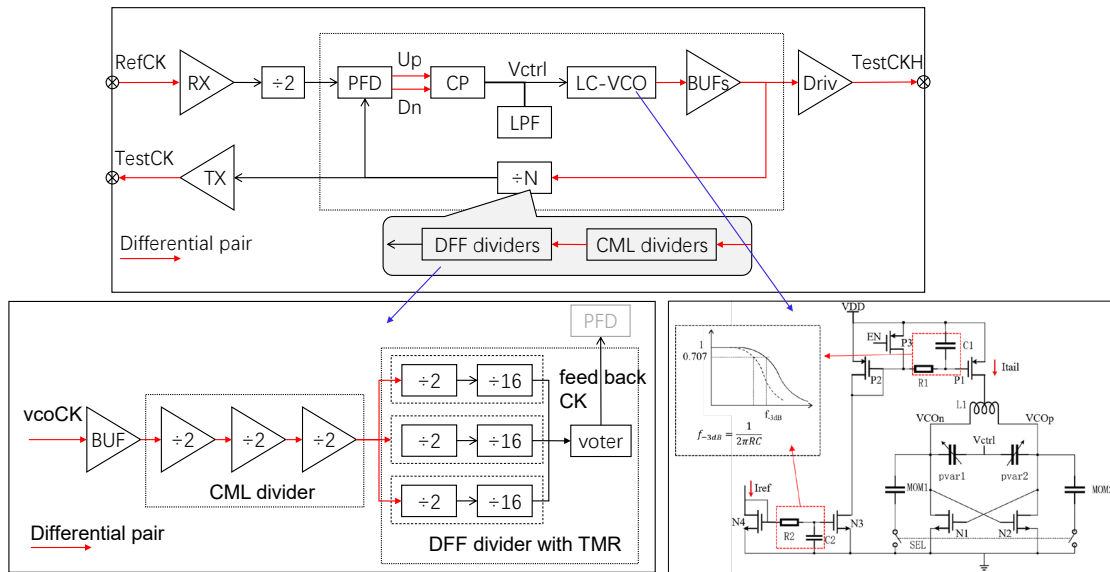 RefCK
RX
÷2
PFD
Up
Dn
CP
Vctrl
LPF
LC-VCO
BUFs
Driv
TestCKH
TestCK
TX
÷N
Differential pair
DFF dividers
CML dividers
PFD
vcoCK
BUF
÷2
÷2
÷2
CML divider
÷2
÷16
÷2
÷16
÷2
÷16
feed back
CK
voter
DFF divider with TMR
Differential pair
1
0.707
f-3dB
f−3dB = 1/2πRC
VDD
EN
P3
C1
P2
R1
P1
Itail
L1
VCOn
VCOp
Vctrl
pvar1
pvar2
MOM1
MOM2
Iref
N4
R2
C2
N3
N1
N2
SEL